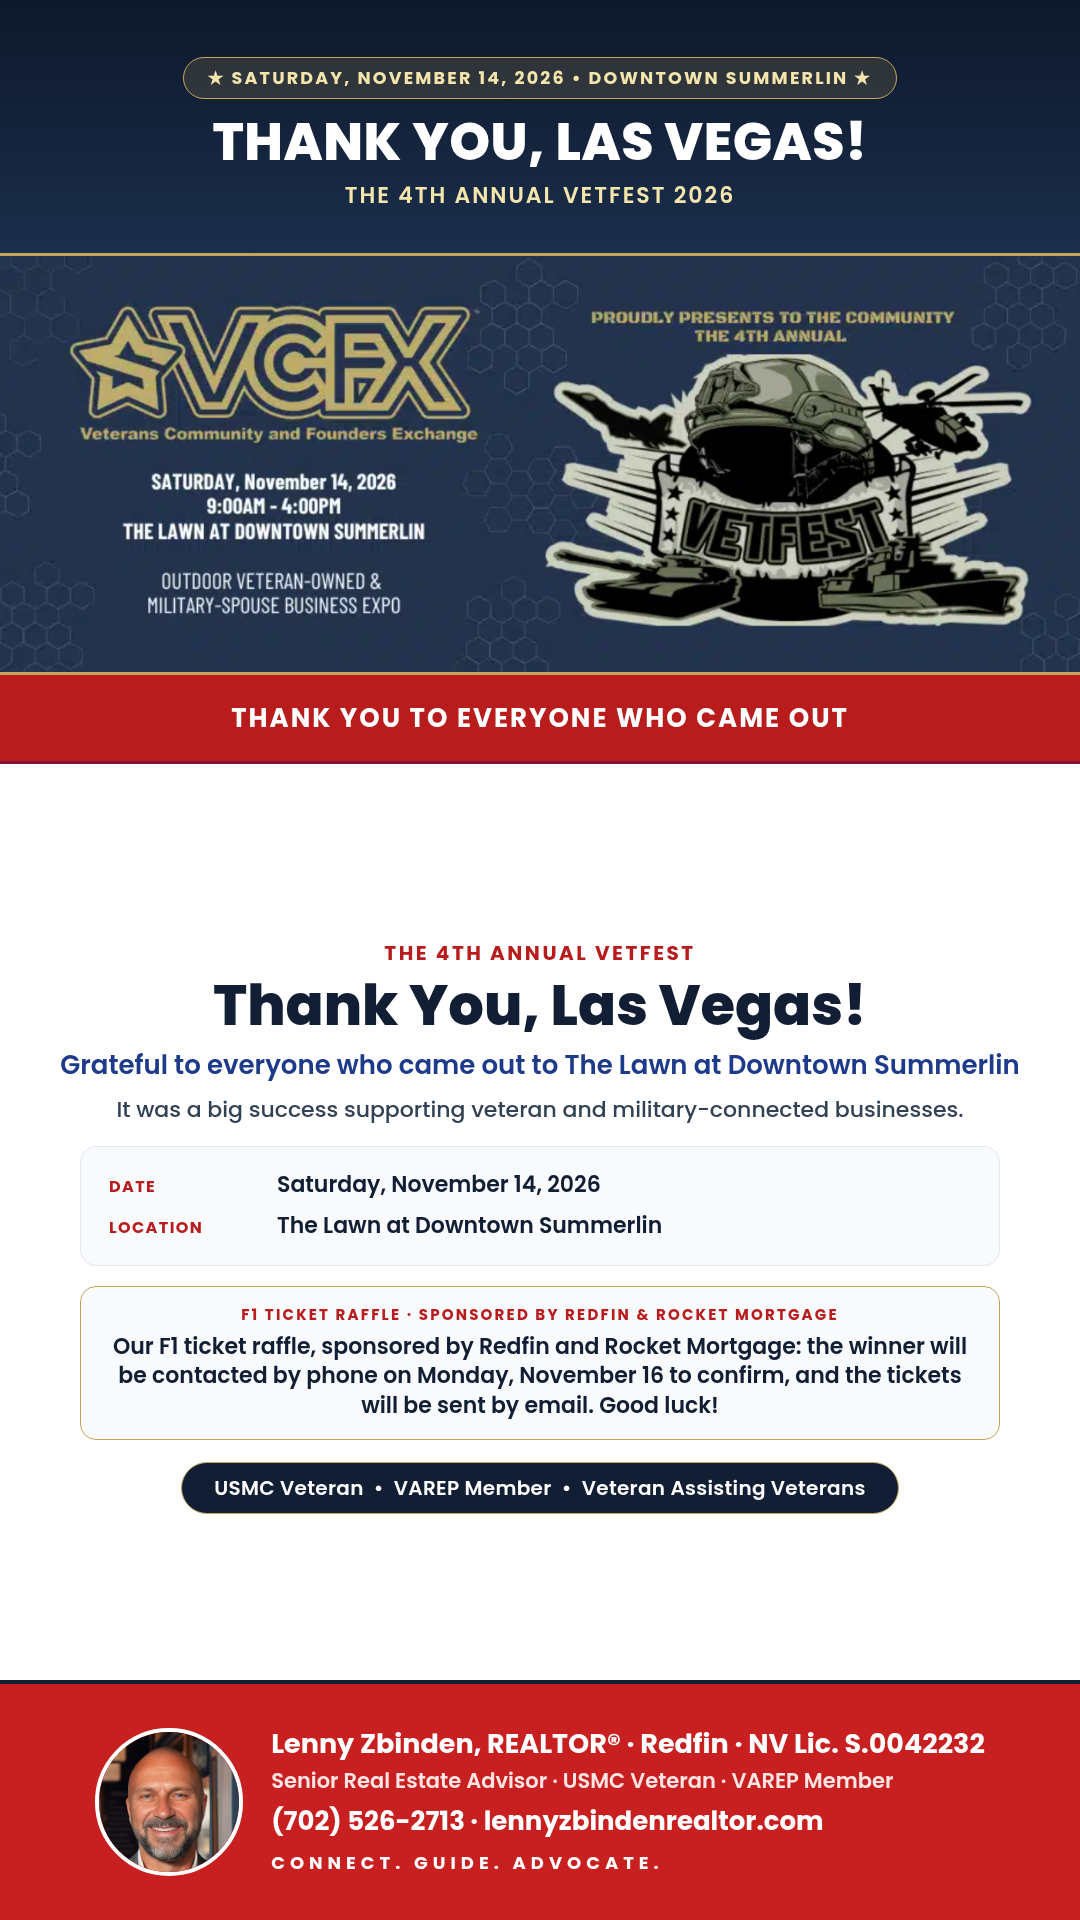 ★ SATURDAY, NOVEMBER 14, 2026 • DOWNTOWN SUMMERLIN ★
THANK YOU, LAS VEGAS!
THE 4TH ANNUAL VETFEST 2026
VCFX
Veterans Community and Founders Exchange
SATURDAY, November 14, 2026
9:00AM - 4:00PM
THE LAWN AT DOWNTOWN SUMMERLIN
OUTDOOR VETERAN-OWNED &
MILITARY-SPOUSE BUSINESS EXPO
PROUDLY PRESENTS TO THE COMMUNITY
THE 4TH ANNUAL
VETFEST
THANK YOU TO EVERYONE WHO CAME OUT
THE 4TH ANNUAL VETFEST
Thank You, Las Vegas!
Grateful to everyone who came out to The Lawn at Downtown Summerlin
It was a big success supporting veteran and military-connected businesses.
DATE Saturday, November 14, 2026
LOCATION The Lawn at Downtown Summerlin
F1 TICKET RAFFLE · SPONSORED BY REDFIN & ROCKET MORTGAGE
Our F1 ticket raffle, sponsored by Redfin and Rocket Mortgage: the winner will
be contacted by phone on Monday, November 16 to confirm, and the tickets
will be sent by email. Good luck!
USMC Veteran • VAREP Member • Veteran Assisting Veterans
Lenny Zbinden, REALTOR® · Redfin · NV Lic. S.0042232
Senior Real Estate Advisor · USMC Veteran · VAREP Member
(702) 526-2713 · lennyzbindenrealtor.com
CONNECT. GUIDE. ADVOCATE.